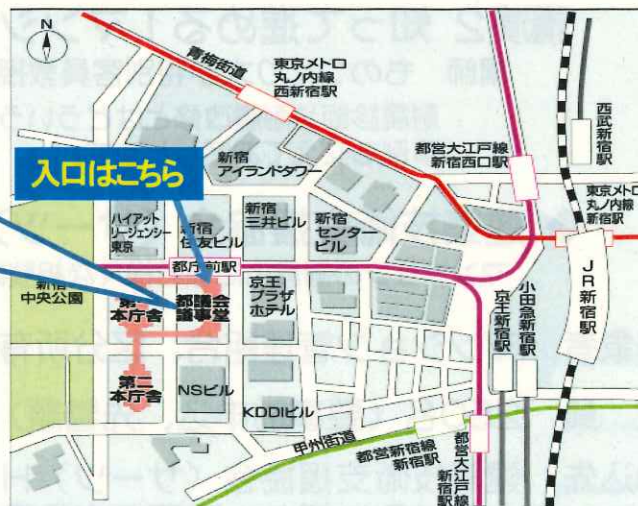 N
青梅街道
東京メトロ
丸ノ内線
西新宿駅
西武新宿駅
都営大江戸線
新宿西口駅
新宿
アイランドタワー
入口はこちら
東京メトロ
丸ノ内線
新宿駅
ハイアット
リージェンシー
東京
新宿
住友ビル
新宿
三井ビル
新宿
センター
ビル
都庁前駅
JR新宿駅
小田急新宿駅
京王新宿駅
新宿
中央公園
第一
本庁舎
都議会
議事堂
京王
プラザ
ホテル
第二
本庁舎
NSビル
KDDIビル
甲州街道
都営新宿線
新宿駅
都営大江戸線
新宿駅